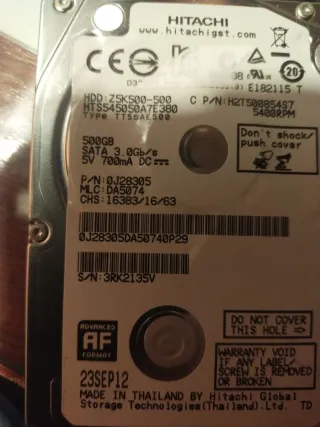 HITACHI
www.hitachigst.com
E182115 T
HDD:Z5K500-500
C P/N:H2T500854S7
HTS545050A7E380
5400RPM
500GB
SATA 3.0Gb/s
5V 700mA DC
Don't shock/
push cover
P/N:0J28305
MLC:DA5074
CHS:16383/16/63
0J28305DA50740P29
S/N:3RK2135V
ADVANCED
AF
FORMAT
DO NOT COVER
THIS HOLE
WARRANTY VOID
IF ANY LABEL/
SCREW IS REMOVED
OR BROKEN
23SEP12
MADE IN THAILAND BY Hitachi Global
Storage Technologies(Thailand).Ltd. TD